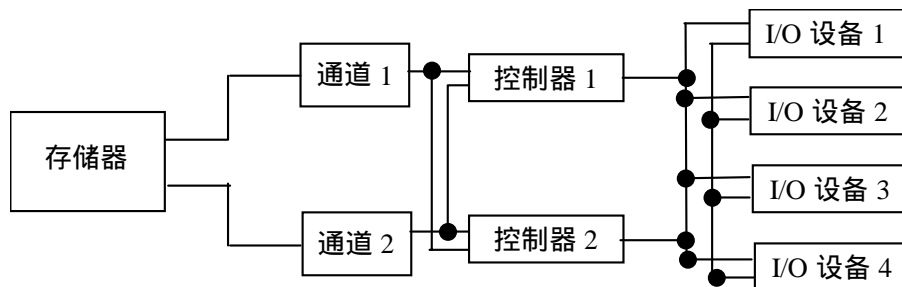 存储器
通道 1
通道 2
控制器 1
控制器 2
I/O 设备 1
I/O 设备 2
I/O 设备 3
I/O 设备 4